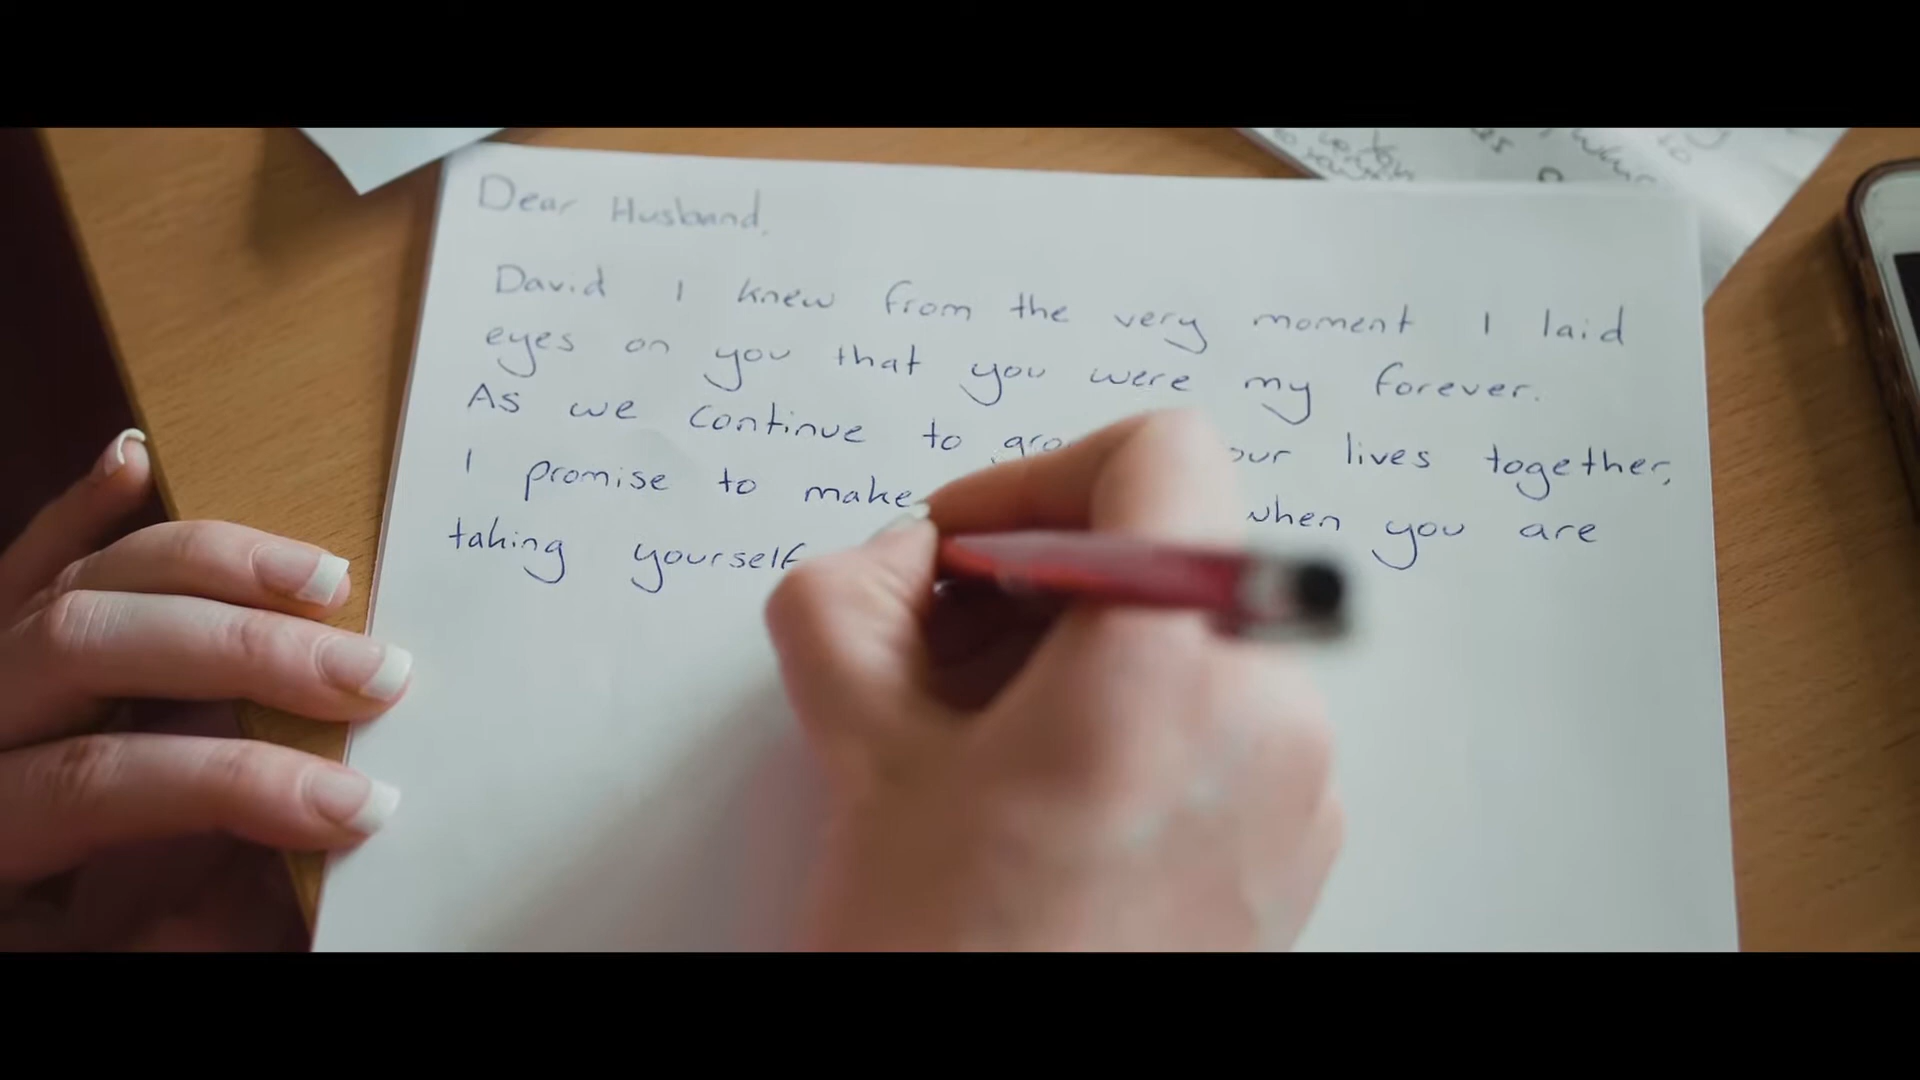 Dear Husband,
David I knew from the very moment I laid
eyes on you that you were my forever.
As we continue to our lives together,
I promise to make when you are
taking yourself